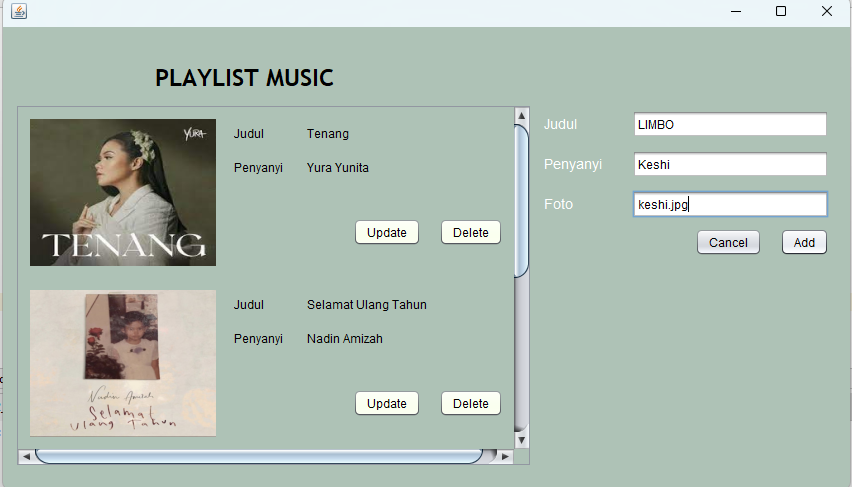 PLAYLIST MUSIC
YURA
TENANG
Judul Tenang
Penyanyi Yura Yunita
Update Delete
Nadin Amizah
Selamat
ulang Tahun
Judul Selamat Ulang Tahun
Penyanyi Nadin Amizah
Update Delete
Judul LIMBO
Penyanyi Keshi
Foto keshi.jpg
Cancel Add